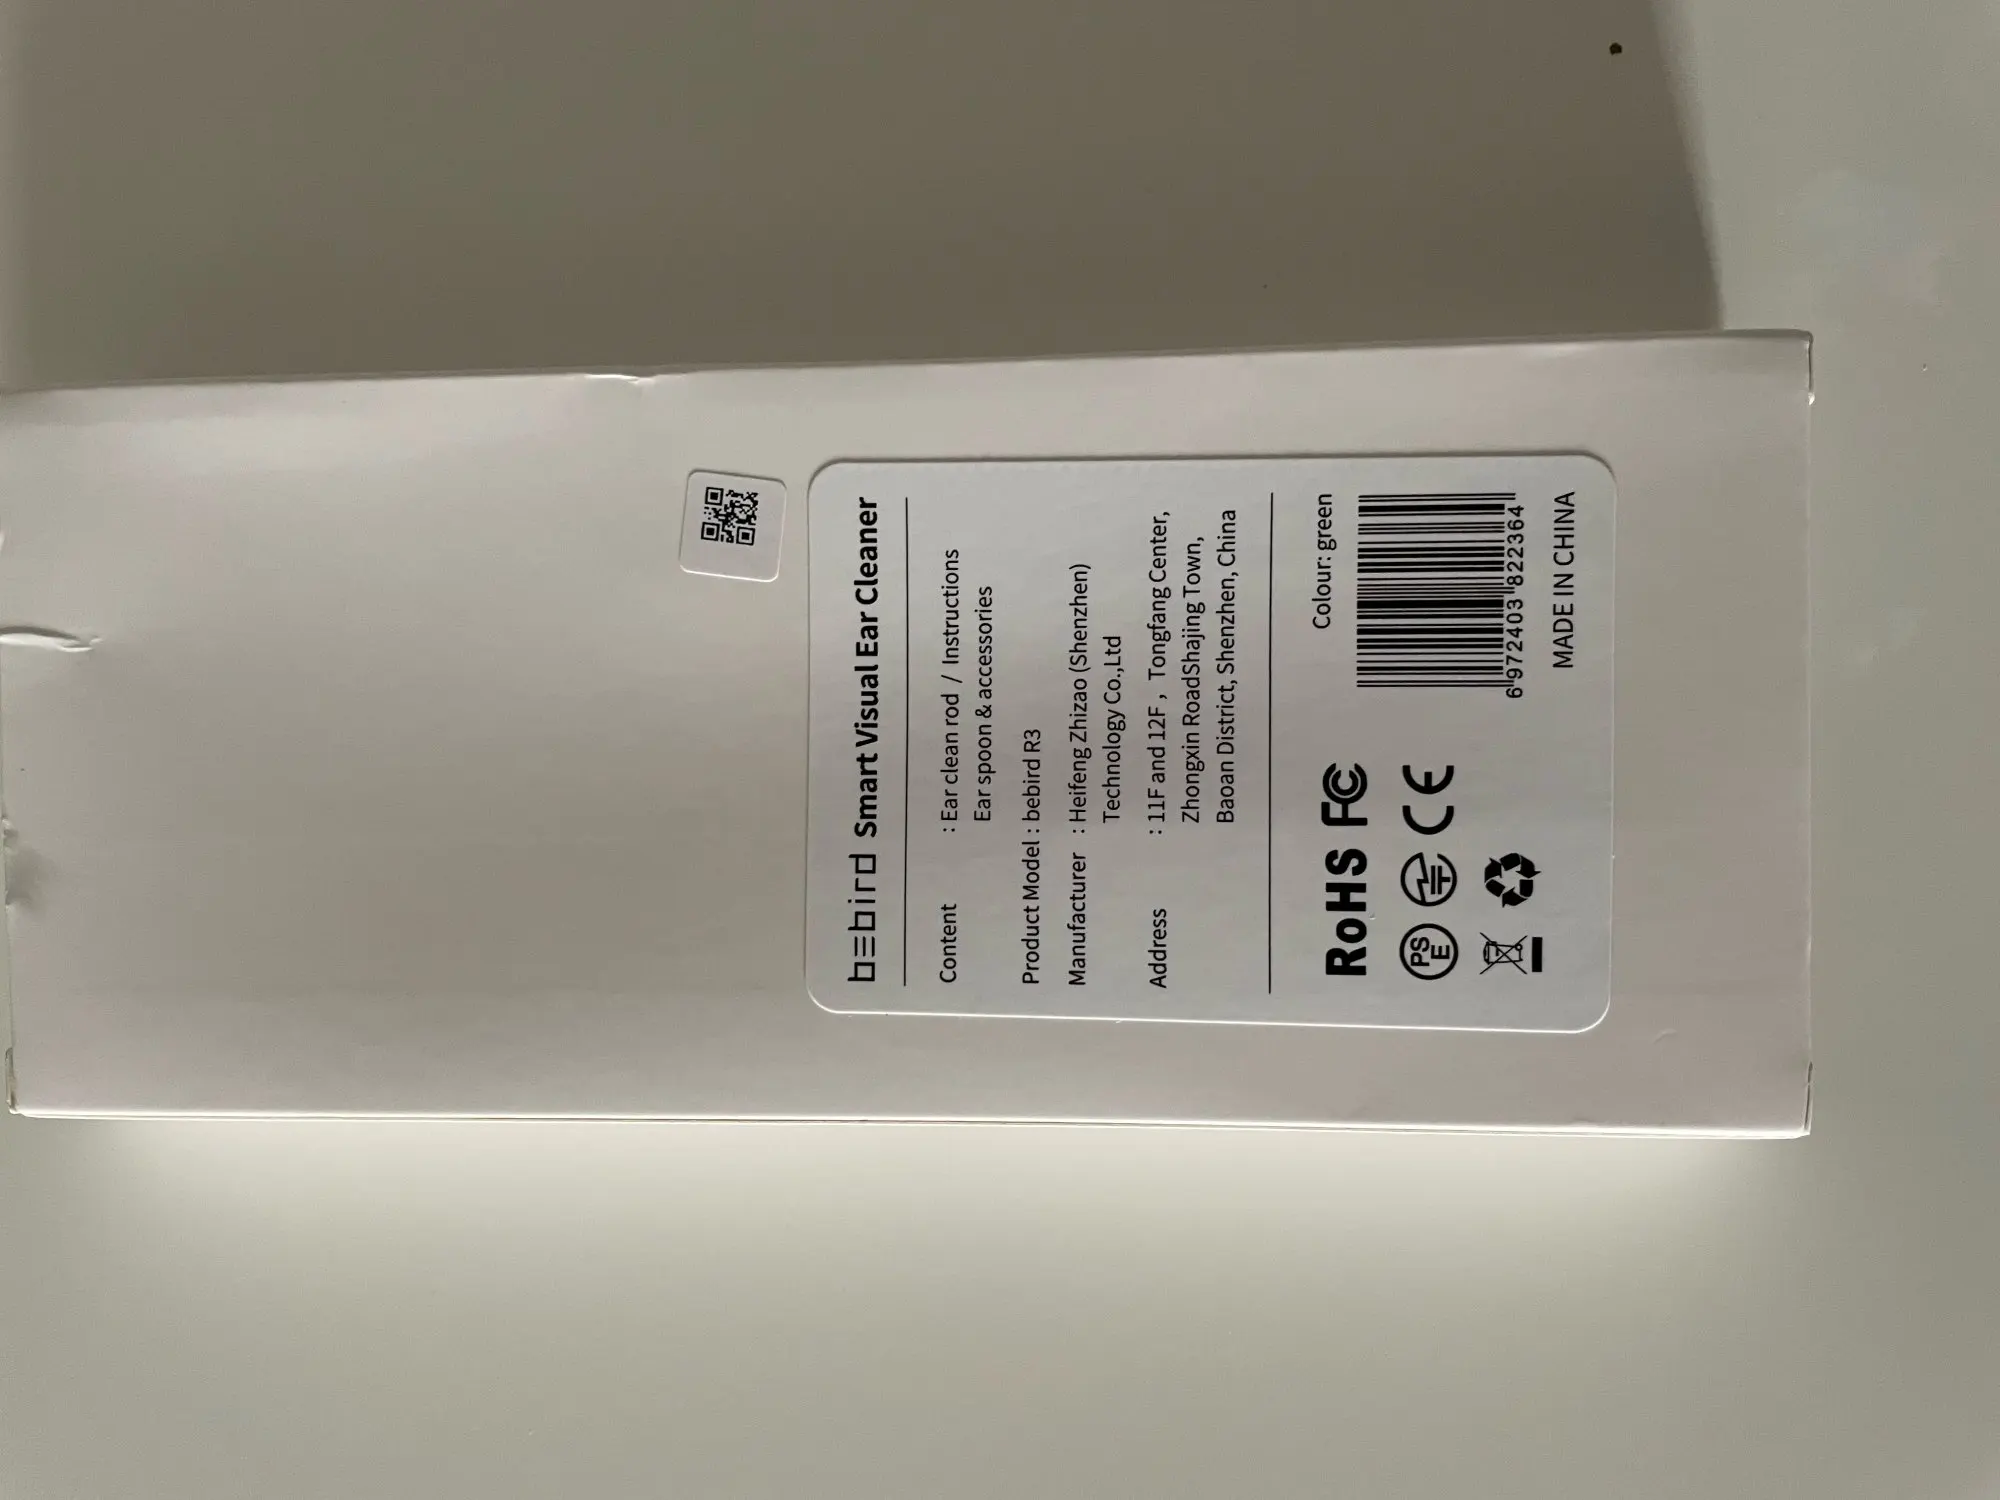 bebird Smart Visual Ear Cleaner
Content : Ear clean rod / Instructions
Ear spoon & accessories
Product Model : bebird R3
Manufacturer : Heifeng Zhizao (Shenzhen)
Technology Co.,Ltd
Address : 11F and 12F , Tongfang Center,
Zhongxin RoadShajing Town,
Baoan District, Shenzhen, China
RoHS FC
PS
E
CE
Colour: green
6 972403 822364
MADE IN CHINA